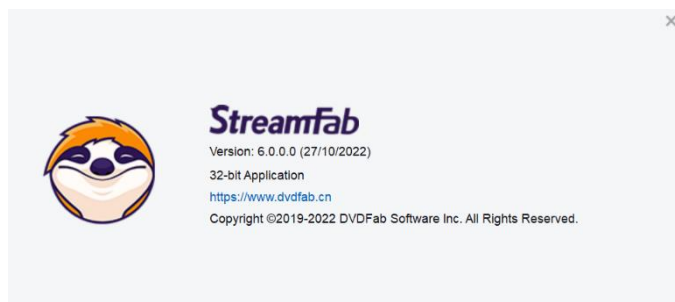 StreamFab
Version: 6.0.0.0 (27/10/2022)
32-bit Application
https://www.dvdfab.cn
Copyright ©2019-2022 DVDFab Software Inc. All Rights Reserved.